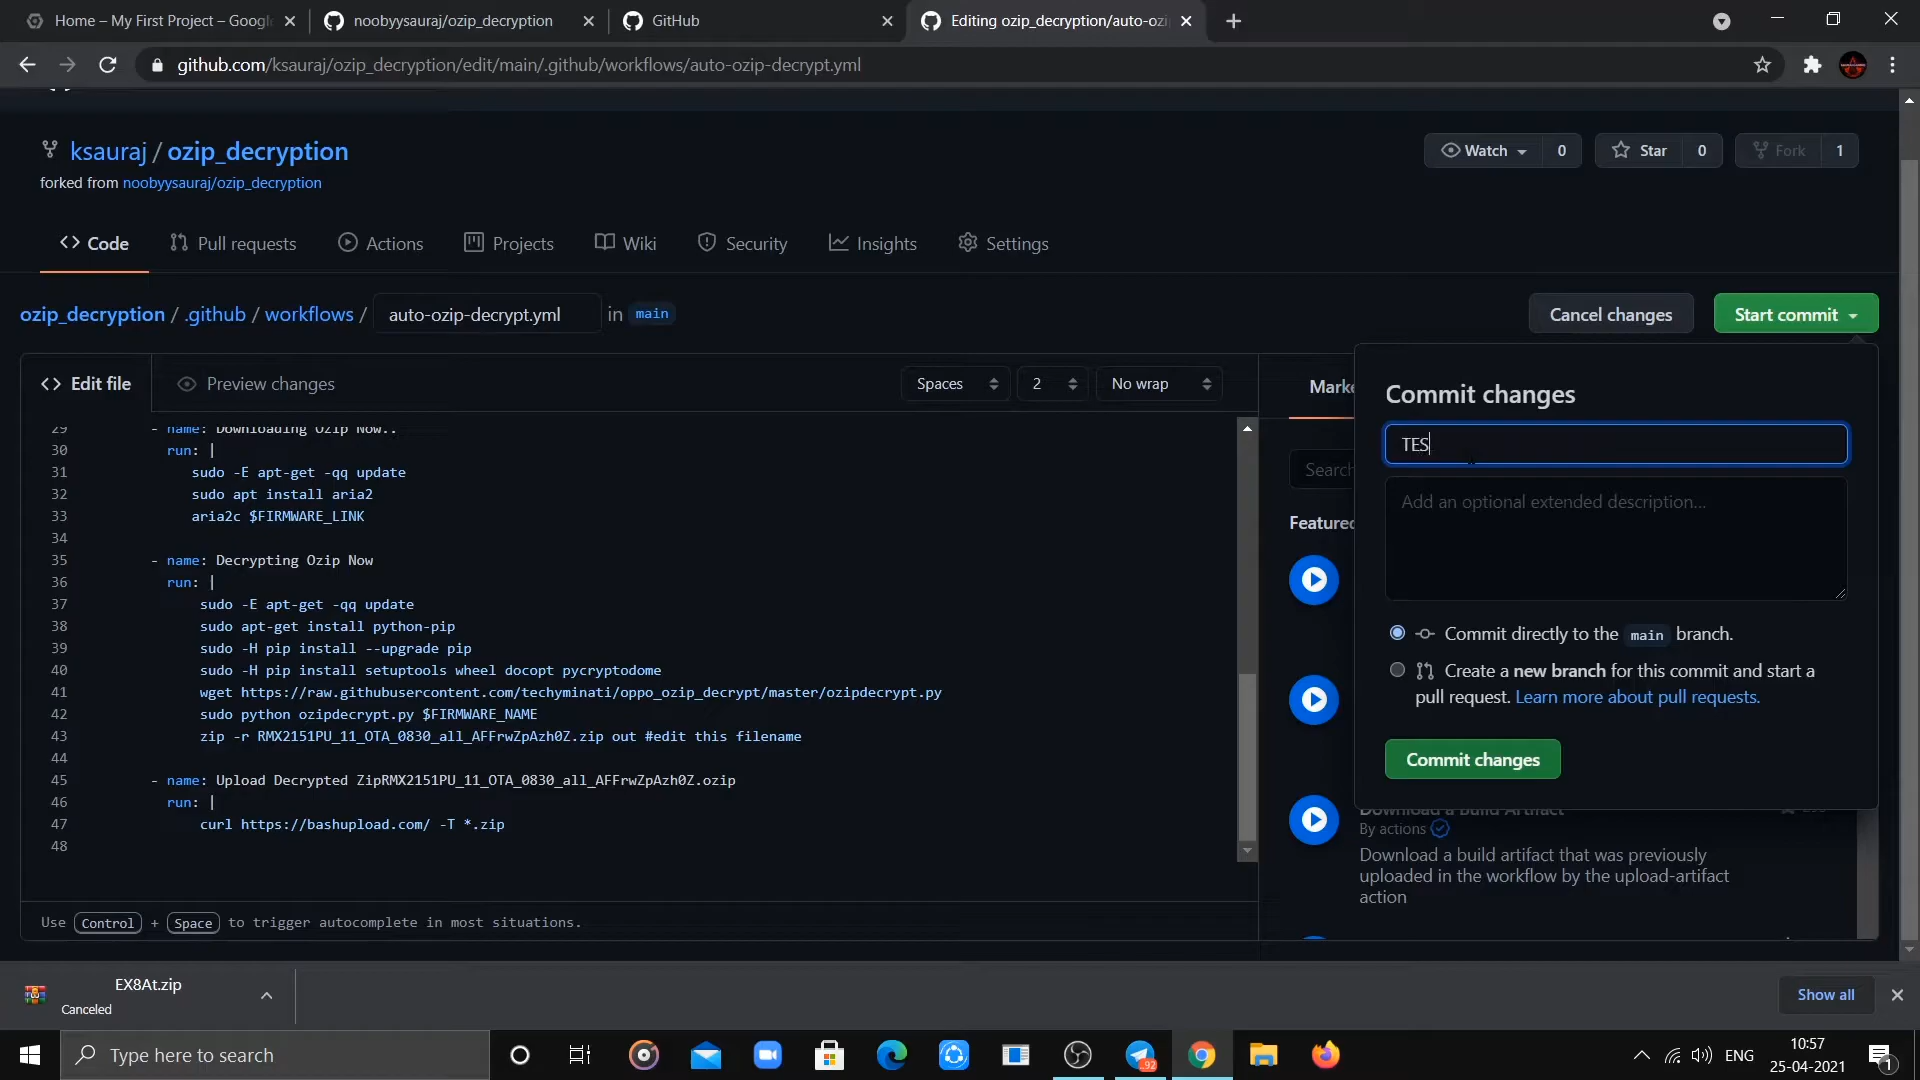 Home – My First Project – Googl
noobyysauraj/ozip_decryption
GitHub
Editing ozip_decryption/auto-ozi
github.com/ksauraj/ozip_decryption/edit/main/.github/workflows/auto-ozip-decrypt.yml
ksauraj / ozip_decryption
Watch 0
Star 0
Fork 1
forked from noobyysauraj/ozip_decryption
Code
Pull requests
Actions
Projects
Wiki
Security
Insights
Settings
ozip_decryption / .github / workflows / auto-ozip-decrypt.yml in main
Cancel changes
Start commit
Edit file
Preview changes
Spaces
2
No wrap
29 - name: Downloading Ozip Now..
30 run: |
31 sudo -E apt-get -qq update
32 sudo apt install aria2
33 aria2c $FIRMWARE_LINK
34
35 - name: Decrypting Ozip Now
36 run: |
37 sudo -E apt-get -qq update
38 sudo apt-get install python-pip
39 sudo -H pip install --upgrade pip
40 sudo -H pip install setuptools wheel docopt pycryptodome
41 wget https://raw.githubusercontent.com/techyminati/oppo_ozip_decrypt/master/ozipdecrypt.py
42 sudo python ozipdecrypt.py $FIRMWARE_NAME
43 zip -r RMX2151PU_11_OTA_0830_all_AFFrwZpAzh0Z.zip out #edit this filename
44
45 - name: Upload Decrypted ZipRMX2151PU_11_OTA_0830_all_AFFrwZpAzh0Z.ozip
46 run: |
47 curl https://bashupload.com/ -T *.zip
48
Use Control + Space to trigger autocomplete in most situations.
Marke
Search
Featured
Commit changes
TES
Add an optional extended description...
Commit directly to the main branch.
Create a new branch for this commit and start a
pull request. Learn more about pull requests.
Commit changes
Download a Build Artifact
By actions
Download a build artifact that was previously
uploaded in the workflow by the upload-artifact
action
EX8At.zip
Canceled
Show all
Type here to search
92
ENG
10:57
25-04-2021
1